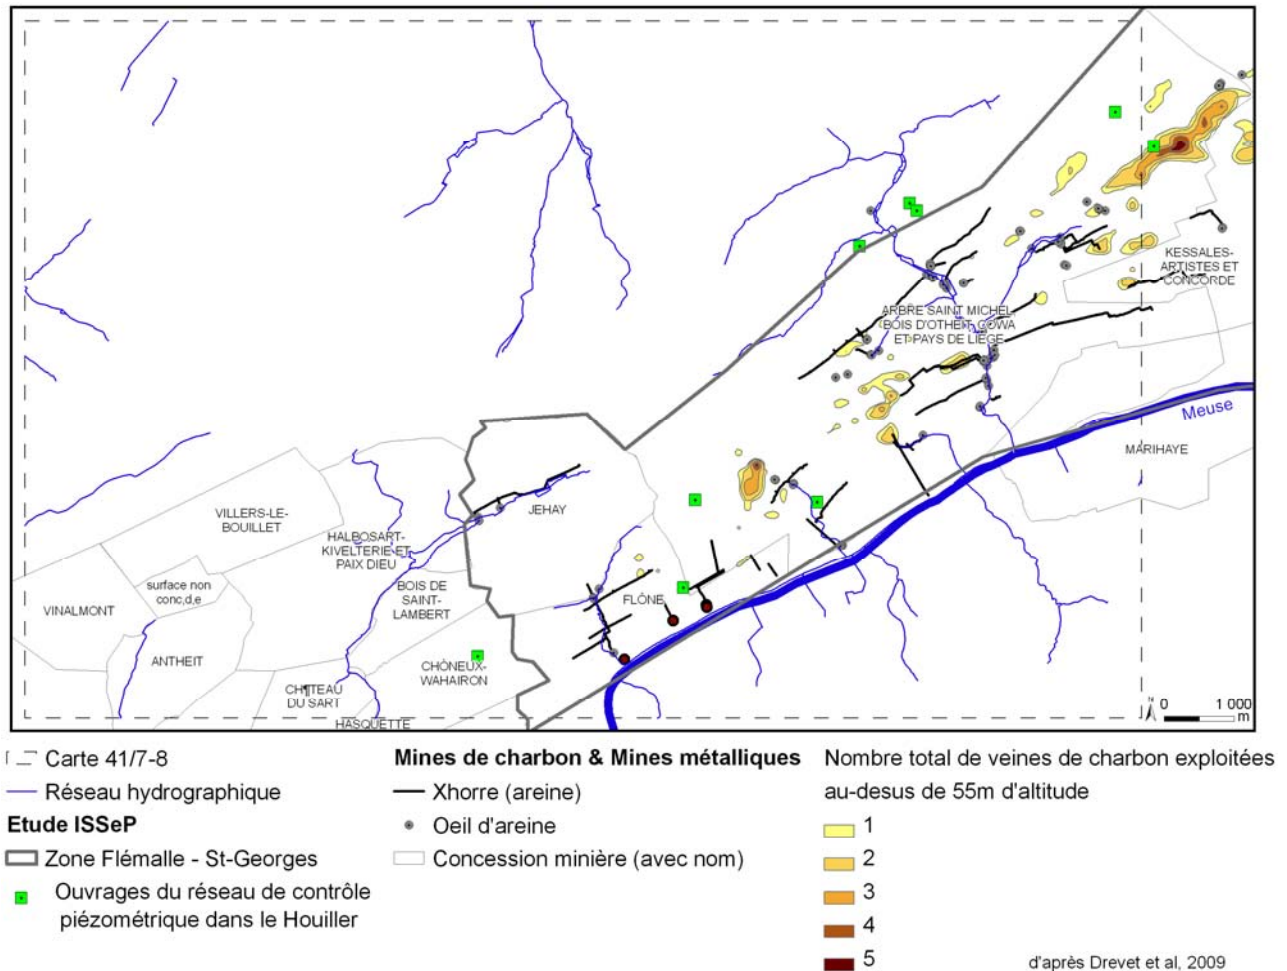 KESSALES-
ARTISTES ET
CONCORDE
ARBRE SAINT MICHEL,
BOIS D'OTHEIT, COWA
ET PAYS DE LIEGE
Meuse
MARIHAYE
VILLERS-LE-
BOUILLET
JEHAY
HALBOSART-
KIVELTERIE ET
PAIX DIEU
surface non
conc,d,e
BOIS DE
SAINT-
LAMBERT
VINALMONT
FLÔNE
ANTHEIT
CHÔNEUX-
WAHAIRON
CH¶TEAU
DU SART
HASQUETTE
N
0 1 000
m
Carte 41/7-8
Réseau hydrographique
Etude ISSeP
Zone Flémalle - St-Georges
Ouvrages du réseau de contrôle
piézométrique dans le Houiller
Mines de charbon & Mines métalliques
Xhorre (areine)
Oeil d'areine
Concession minière (avec nom)
Nombre total de veines de charbon exploitées
au-desus de 55m d'altitude
1
2
3
4
5
d'après Drevet et al, 2009